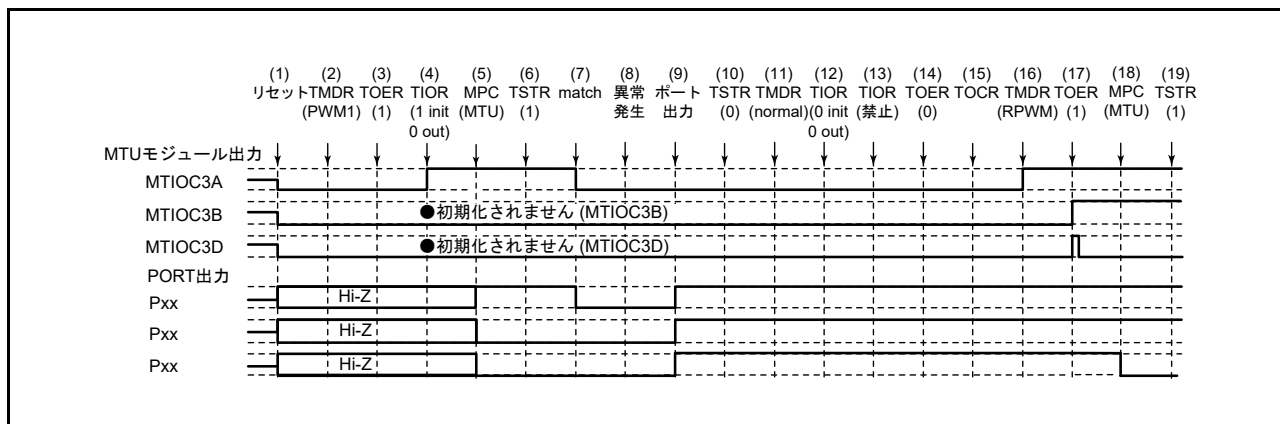 (1) (2) (3) (4) (5) (6) (7) (8) (9) (10) (11) (12) (13) (14) (15) (16) (17) (18) (19)
リセット TMDR TOER TIOR MPC TSTR match 異常 ポート TSTR TMDR TIOR TIOR TOER TOCR TMDR TOER MPC TSTR
(PWM1) (1) (1 init (MTU) (1) 発生 出力 (0) (normal) (0 init (禁止) (0) (RPWM) (1) (MTU) (1)
0 out) 0 out)
MTUモジュール出力
MTIOC3A
MTIOC3B ●初期化されません (MTIOC3B)
MTIOC3D ●初期化されません (MTIOC3D)
PORT出力
Pxx Hi-Z
Pxx Hi-Z
Pxx Hi-Z